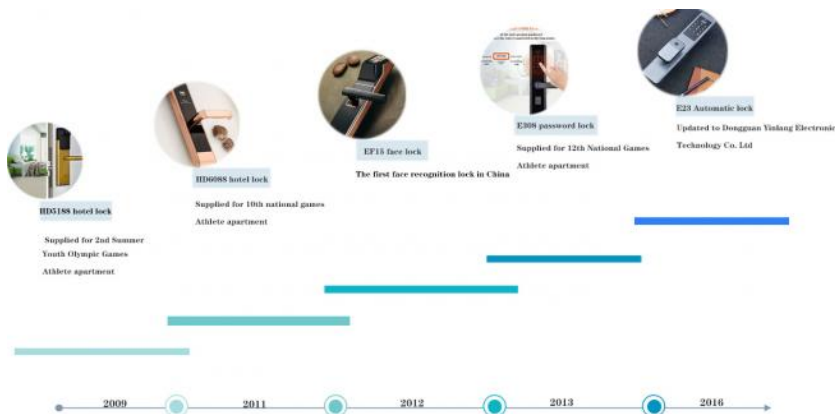 HD5188 hotel lock
Supplied for 2nd Summer
Youth Olympic Games
Athlete apartment
HD6088 hotel lock
Supplied for 10th national games
Athlete apartment
EF15 face lock
The first face recognition lock in China
E308 password lock
Supplied for 12th National Games
Athlete apartment
E23 Automatic lock
Updated to Dongguan Yinlang Electronic
Technology Co. Ltd
2009
2011
2012
2013
2016